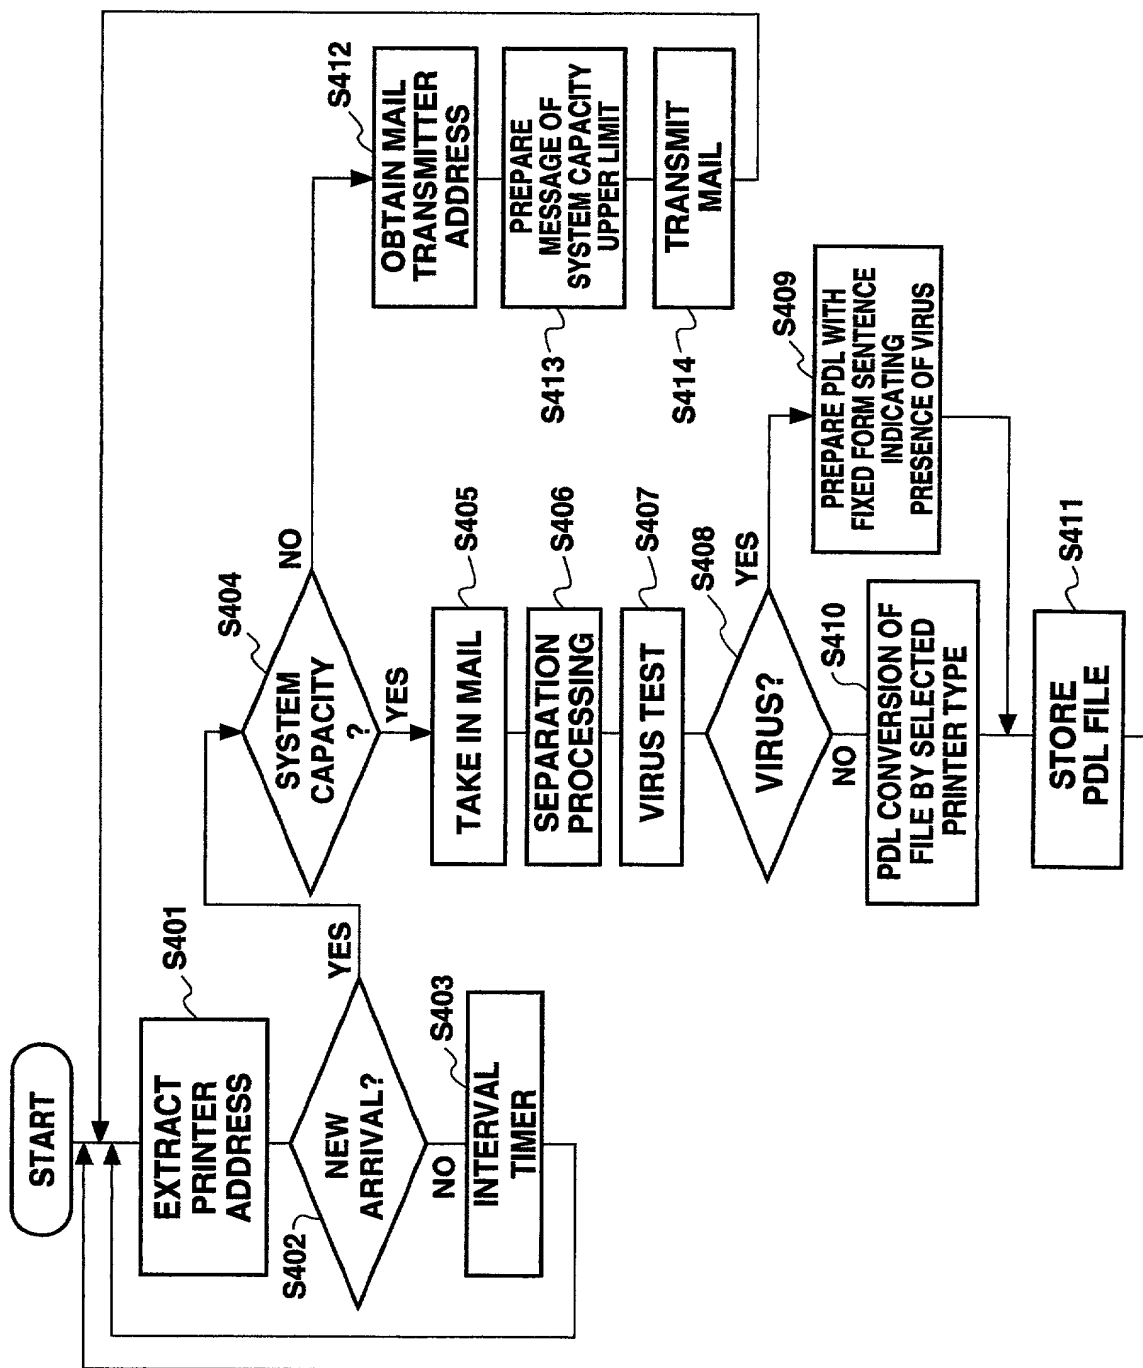 START
S401
EXTRACT
PRINTER
ADDRESS
S402
NEW
ARRIVAL?
YES
NO
S403
INTERVAL
TIMER
S404
SYSTEM
CAPACITY
?
NO
YES
S405
TAKE IN MAIL
S406
SEPARATION
PROCESSING
S407
VIRUS TEST
S408
VIRUS?
YES
NO
S409
PREPARE PDL WITH
FIXED FORM SENTENCE
INDICATING
PRESENCE OF VIRUS
S410
PDL CONVERSION OF
FILE BY SELECTED
PRINTER TYPE
S411
STORE
PDL FILE
S412
OBTAIN MAIL
TRANSMITTER
ADDRESS
S413
PREPARE
MESSAGE OF
SYSTEM CAPACITY
UPPER LIMIT
S414
TRANSMIT
MAIL